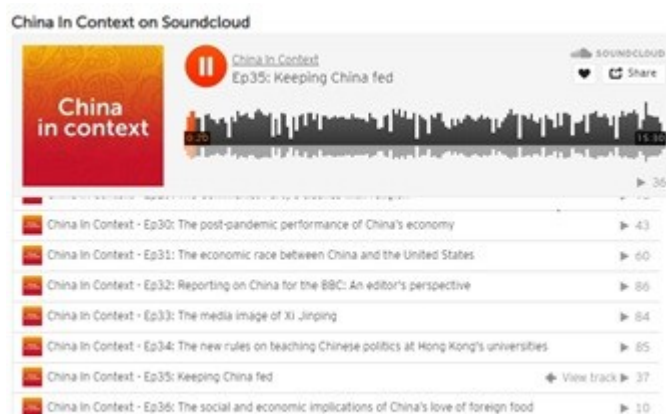 China In Context on Soundcloud
China
in context
China In Context
Ep35: Keeping China fed
SOUNDCLOUD
Share
0:20
15:30
36
China In Context - Ep30: The post-pandemic performance of China's economy 43
China In Context - Ep31: The economic race between China and the United States 60
China In Context - Ep32: Reporting on China for the BBC: An editor's perspective 86
China In Context - Ep33: The media image of Xi Jinping 84
China In Context - Ep34: The new rules on teaching Chinese politics at Hong Kong's universities 85
China In Context - Ep35: Keeping China fed View track 37
China In Context - Ep36: The social and economic implications of China's love of foreign food 10